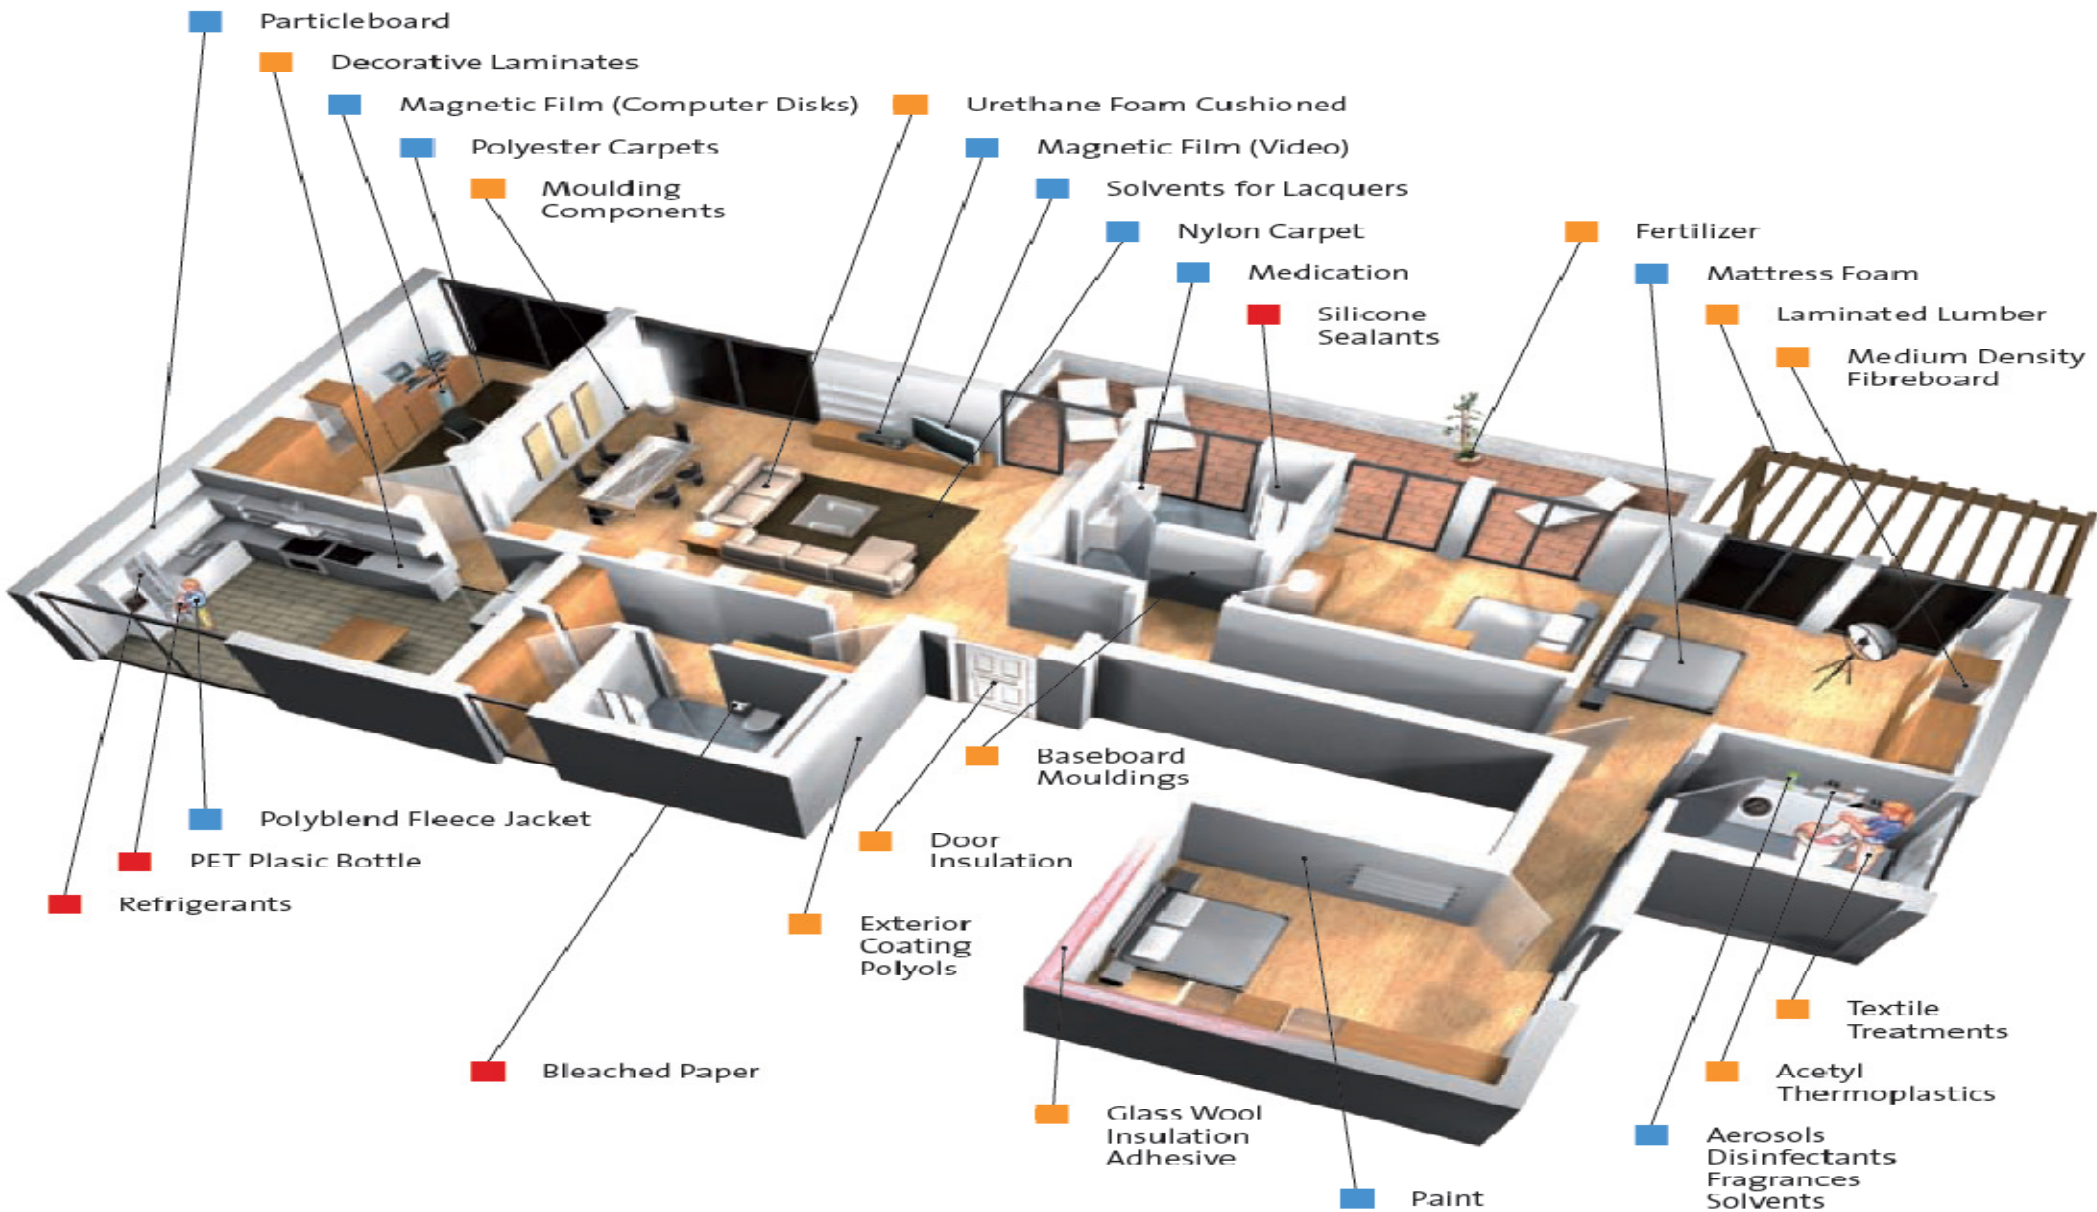 Particleboard
Decorative Laminates
Magnetic Film (Computer Disks)
Urethane Foam Cushioned
Polyester Carpets
Magnetic Film (Video)
Moulding
Components
Solvents for Lacquers
Nylon Carpet
Fertilizer
Medication
Mattress Foam
Silicone
Sealants
Laminated Lumber
Medium Density
Fibreboard
Baseboard
Mouldings
Polyblend Fleece Jacket
Door
Insulation
PET Plasic Bottle
Refrigerants
Exterior
Coating
Polyols
Textile
Treatments
Bleached Paper
Acetyl
Thermoplastics
Glass Wool
Insulation
Adhesive
Aerosols
Disinfectants
Fragrances
Solvents
Paint